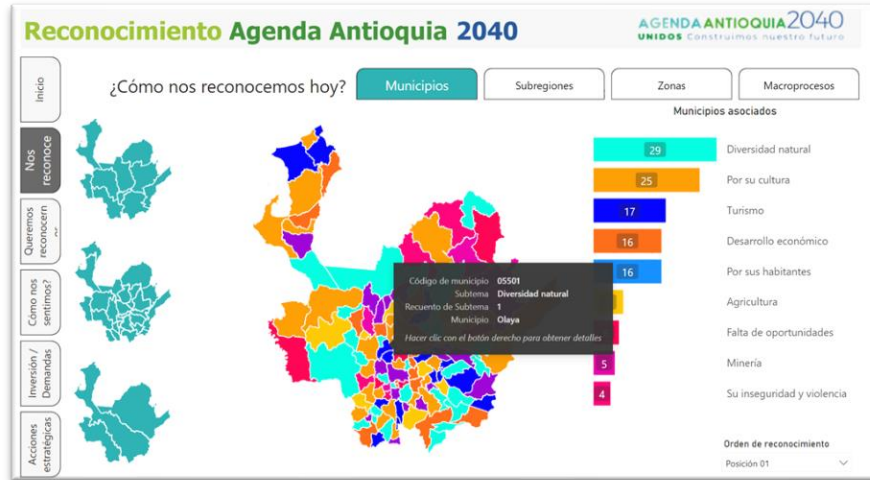 Reconocimiento Agenda Antioquia 2040
AGENDA ANTIOQUIA 2040
UNIDOS Construimos nuestro futuro
Inicio
Nos
reconoce
Queremos
reconocern
os
Cómo nos
sentimos?
Inversión /
Demandas
Acciones
estratégicas
¿Cómo nos reconocemos hoy?
Municipios
Subregiones
Zonas
Macroprocesos
Municipios asociados
29 Diversidad natural
25 Por su cultura
17 Turismo
16 Desarrollo económico
16 Por sus habitantes
Agricultura
Falta de oportunidades
5 Minería
4 Su inseguridad y violencia
Código de municipio 05501
Subtema Diversidad natural
Recuento de Subtema 1
Municipio Olaya
Hacer clic con el botón derecho para obtener detalles
Orden de reconocimiento
Posición 01